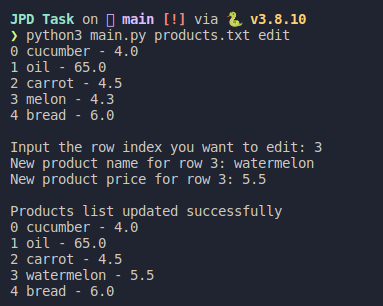 JPD Task on main [!] via 🐍 v3.8.10
❯ python3 main.py products.txt edit
0 cucumber - 4.0
1 oil - 65.0
2 carrot - 4.5
3 melon - 4.3
4 bread - 6.0
Input the row index you want to edit: 3
New product name for row 3: watermelon
New product price for row 3: 5.5
Products list updated successfully
0 cucumber - 4.0
1 oil - 65.0
2 carrot - 4.5
3 watermelon - 5.5
4 bread - 6.0